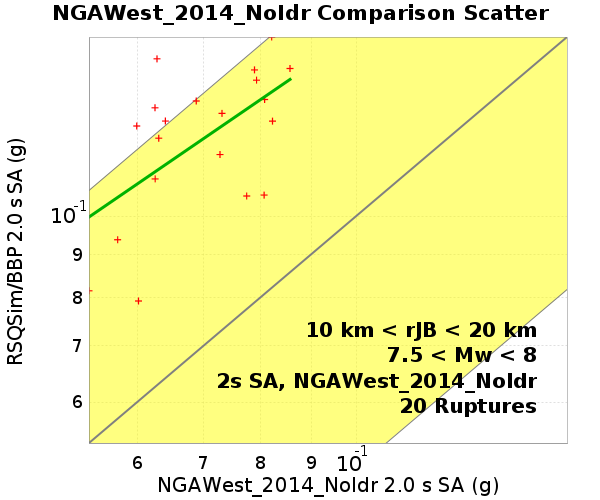 NGAWest_2014_NoIdr Comparison Scatter
RSQSim/BBP 2.0 s SA (g)
10-1
9
8
7
6
10 km < rJB < 20 km
7.5 < Mw < 8
2s SA, NGAWest_2014_NoIdr
20 Ruptures
6 7 8 9 10-1
NGAWest_2014_NoIdr 2.0 s SA (g)